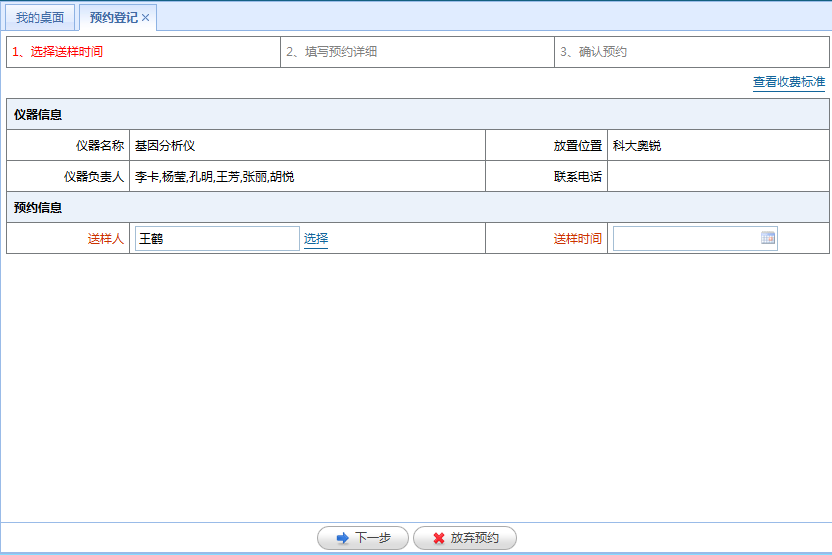 我的桌面 预约登记
1、选择送样时间 2、填写预约详细 3、确认预约
查看收费标准
仪器信息
仪器名称 基因分析仪 放置位置 科大奥锐
仪器负责人 李卡,杨莹,孔明,王芳,张丽,胡悦 联系电话
预约信息
送样人 王鹤 选择 送样时间
下一步 放弃预约